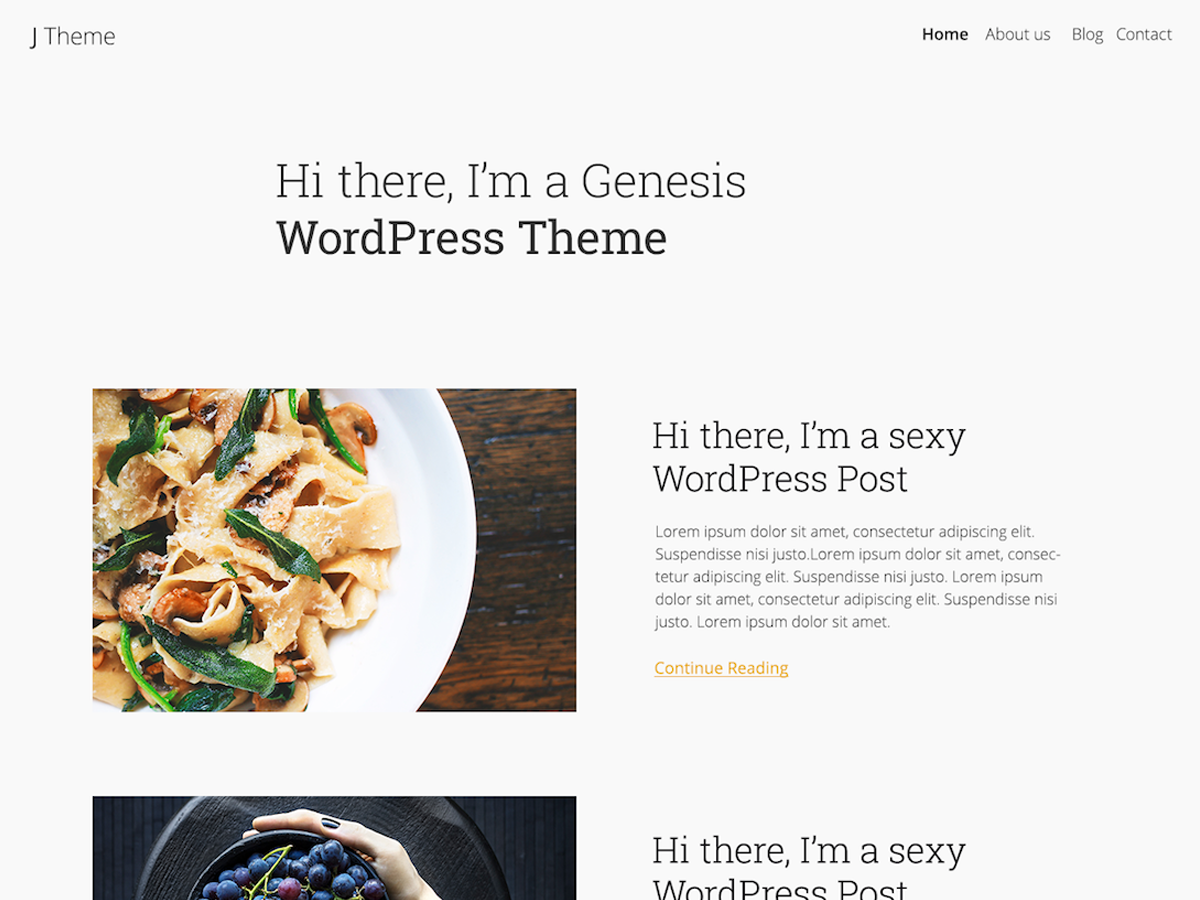 J Theme
Home About us Blog Contact
Hi there, I’m a Genesis
WordPress Theme
Hi there, I’m a sexy
WordPress Post
Lorem ipsum dolor sit amet, consectetur adipiscing elit.
Suspendisse nisi justo.Lorem ipsum dolor sit amet, consec-
tetur adipiscing elit. Suspendisse nisi justo. Lorem ipsum
dolor sit amet, consectetur adipiscing elit. Suspendisse nisi
justo. Lorem ipsum dolor sit amet.
Continue Reading
Hi there, I’m a sexy
WordPress Post